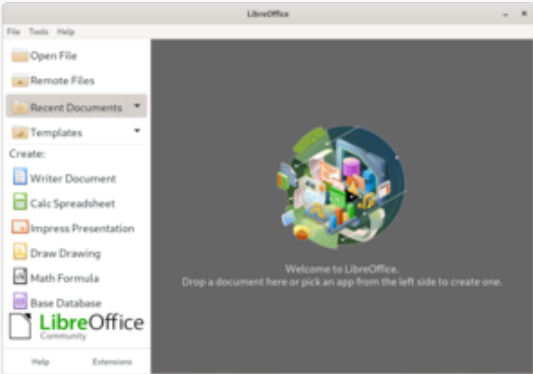 LibreOffice
File Tools Help
Open File
Remote Files
Recent Documents
Templates
Create:
Writer Document
Calc Spreadsheet
Impress Presentation
Draw Drawing
Math Formula
Base Database
LibreOffice
Community
Help Extensions
Welcome to LibreOffice.
Drop a document here or pick an app from the left side to create one.